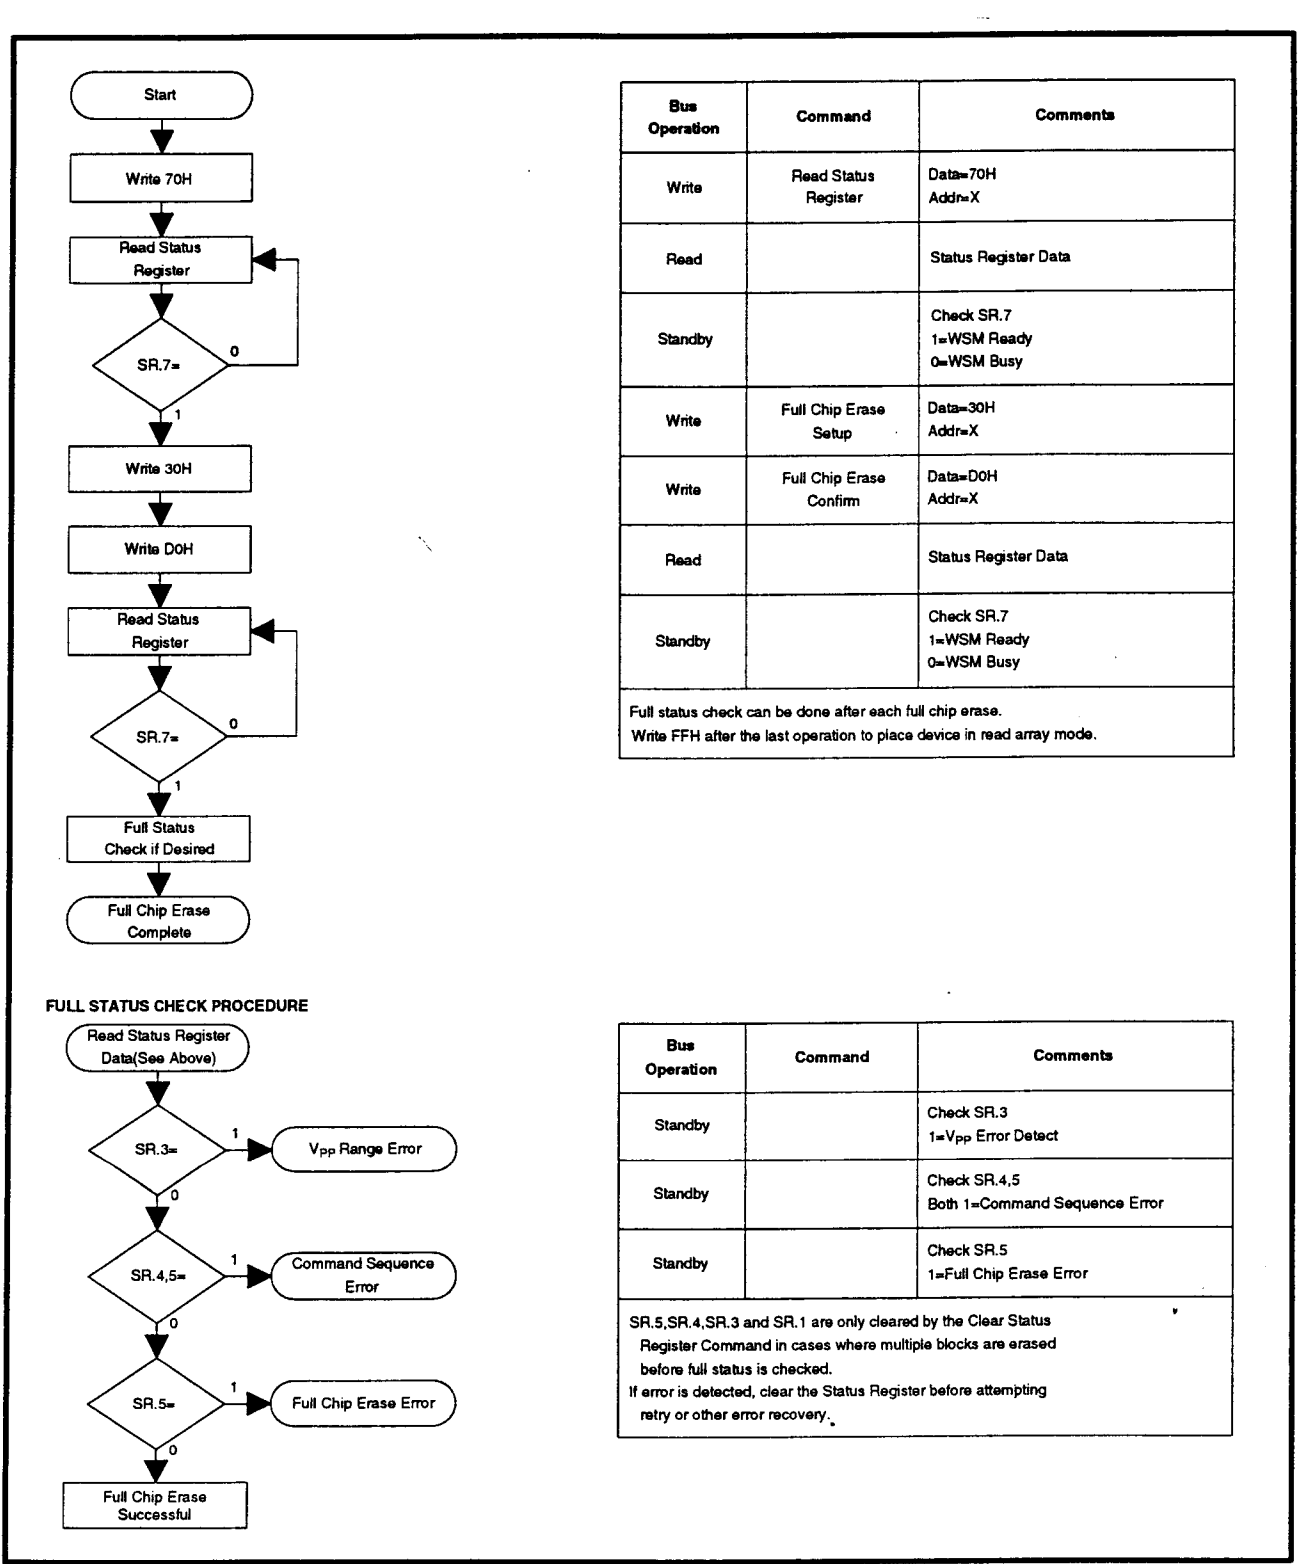 Start
Write 70H
Read Status
Register
SR.7=
0
1
Write 30H
Write D0H
Read Status
Register
SR.7=
0
1
Full Status
Check if Desired
Full Chip Erase
Complete
Bus
Operation
Command
Comments
Write
Read Status
Register
Data=70H
Addr=X
Read
Status Register Data
Standby
Check SR.7
1=WSM Ready
0=WSM Busy
Write
Full Chip Erase
Setup
Data=30H
Addr=X
Write
Full Chip Erase
Confirm
Data=D0H
Addr=X
Read
Status Register Data
Standby
Check SR.7
1=WSM Ready
0=WSM Busy
Full status check can be done after each full chip erase.
Write FFH after the last operation to place device in read array mode.
FULL STATUS CHECK PROCEDURE
Read Status Register
Data(See Above)
SR.3=
1
VPP Range Error
0
SR.4,5=
1
Command Sequence
Error
0
SR.5=
1
Full Chip Erase Error
0
Full Chip Erase
Successful
Bus
Operation
Command
Comments
Standby
Check SR.3
1=VPP Error Detect
Standby
Check SR.4,5
Both 1=Command Sequence Error
Standby
Check SR.5
1=Full Chip Erase Error
SR.5,SR.4,SR.3 and SR.1 are only cleared by the Clear Status
Register Command in cases where multiple blocks are erased
before full status is checked.
If error is detected, clear the Status Register before attempting
retry or other error recovery.